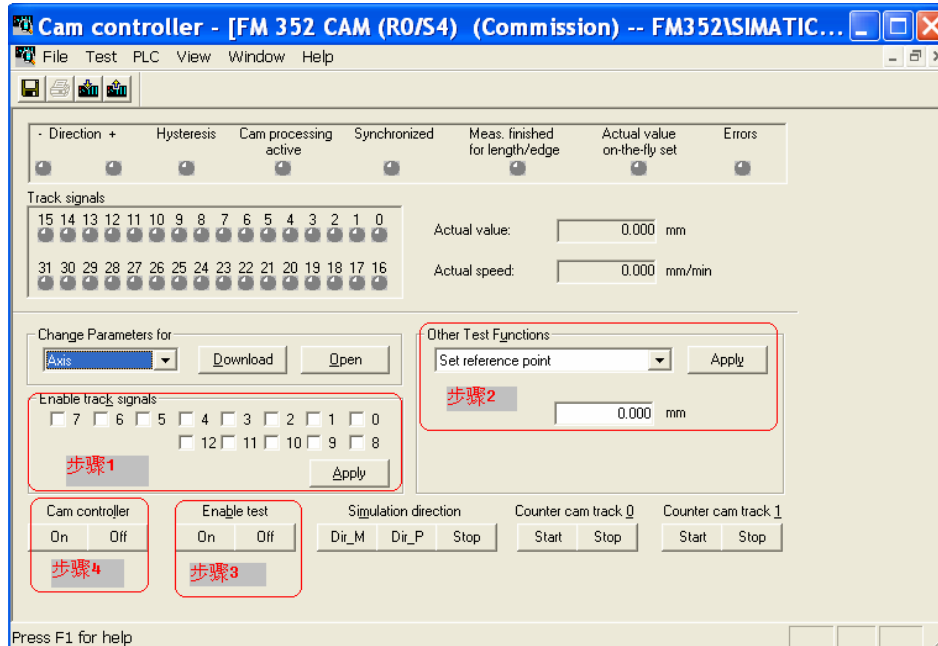 Cam controller - [FM 352 CAM (R0/S4) (Commission) -- FM352\SIMATIC...
File Test PLC View Window Help
- Direction + Hysteresis Cam processing active Synchronized Meas. finished for length/edge Actual value on-the-fly set Errors
Track signals
15 14 13 12 11 10 9 8 7 6 5 4 3 2 1 0
Actual value: 0.000 mm
31 30 29 28 27 26 25 24 23 22 21 20 19 18 17 16
Actual speed: 0.000 mm/min
Change Parameters for
Axis Download Open
Other Test Functions
Set reference point Apply
步骤2
0.000 mm
Enable track signals
7 6 5 4 3 2 1 0
12 11 10 9 8
步骤1
Apply
Cam controller Enable test Simulation direction Counter cam track 0 Counter cam track 1
On Off On Off Dir_M Dir_P Stop Start Stop Start Stop
步骤4 步骤3
Press F1 for help